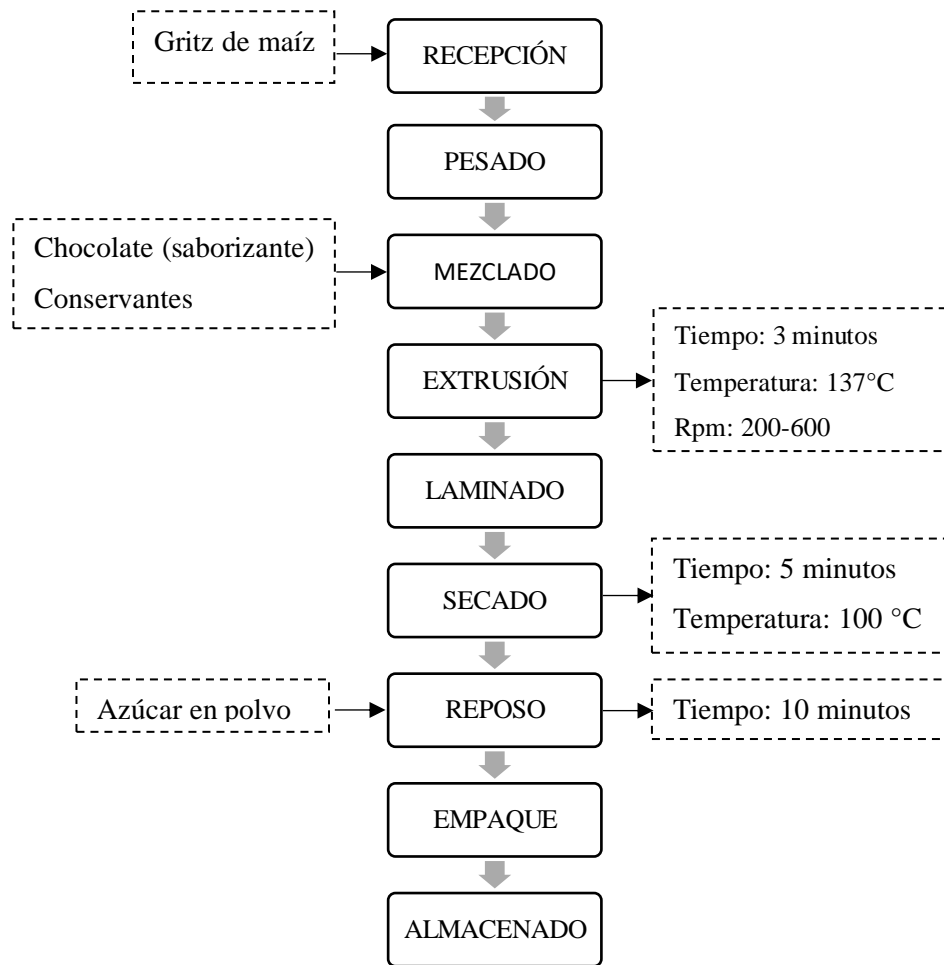 Gritz de maíz
RECEPCIÓN
PESADO
Chocolate (saborizante)
Conservantes
MEZCLADO
EXTRUSIÓN
Tiempo: 3 minutos
Temperatura: 137°C
Rpm: 200-600
LAMINADO
SECADO
Tiempo: 5 minutos
Temperatura: 100 °C
Azúcar en polvo
REPOSO
Tiempo: 10 minutos
EMPAQUE
ALMACENADO